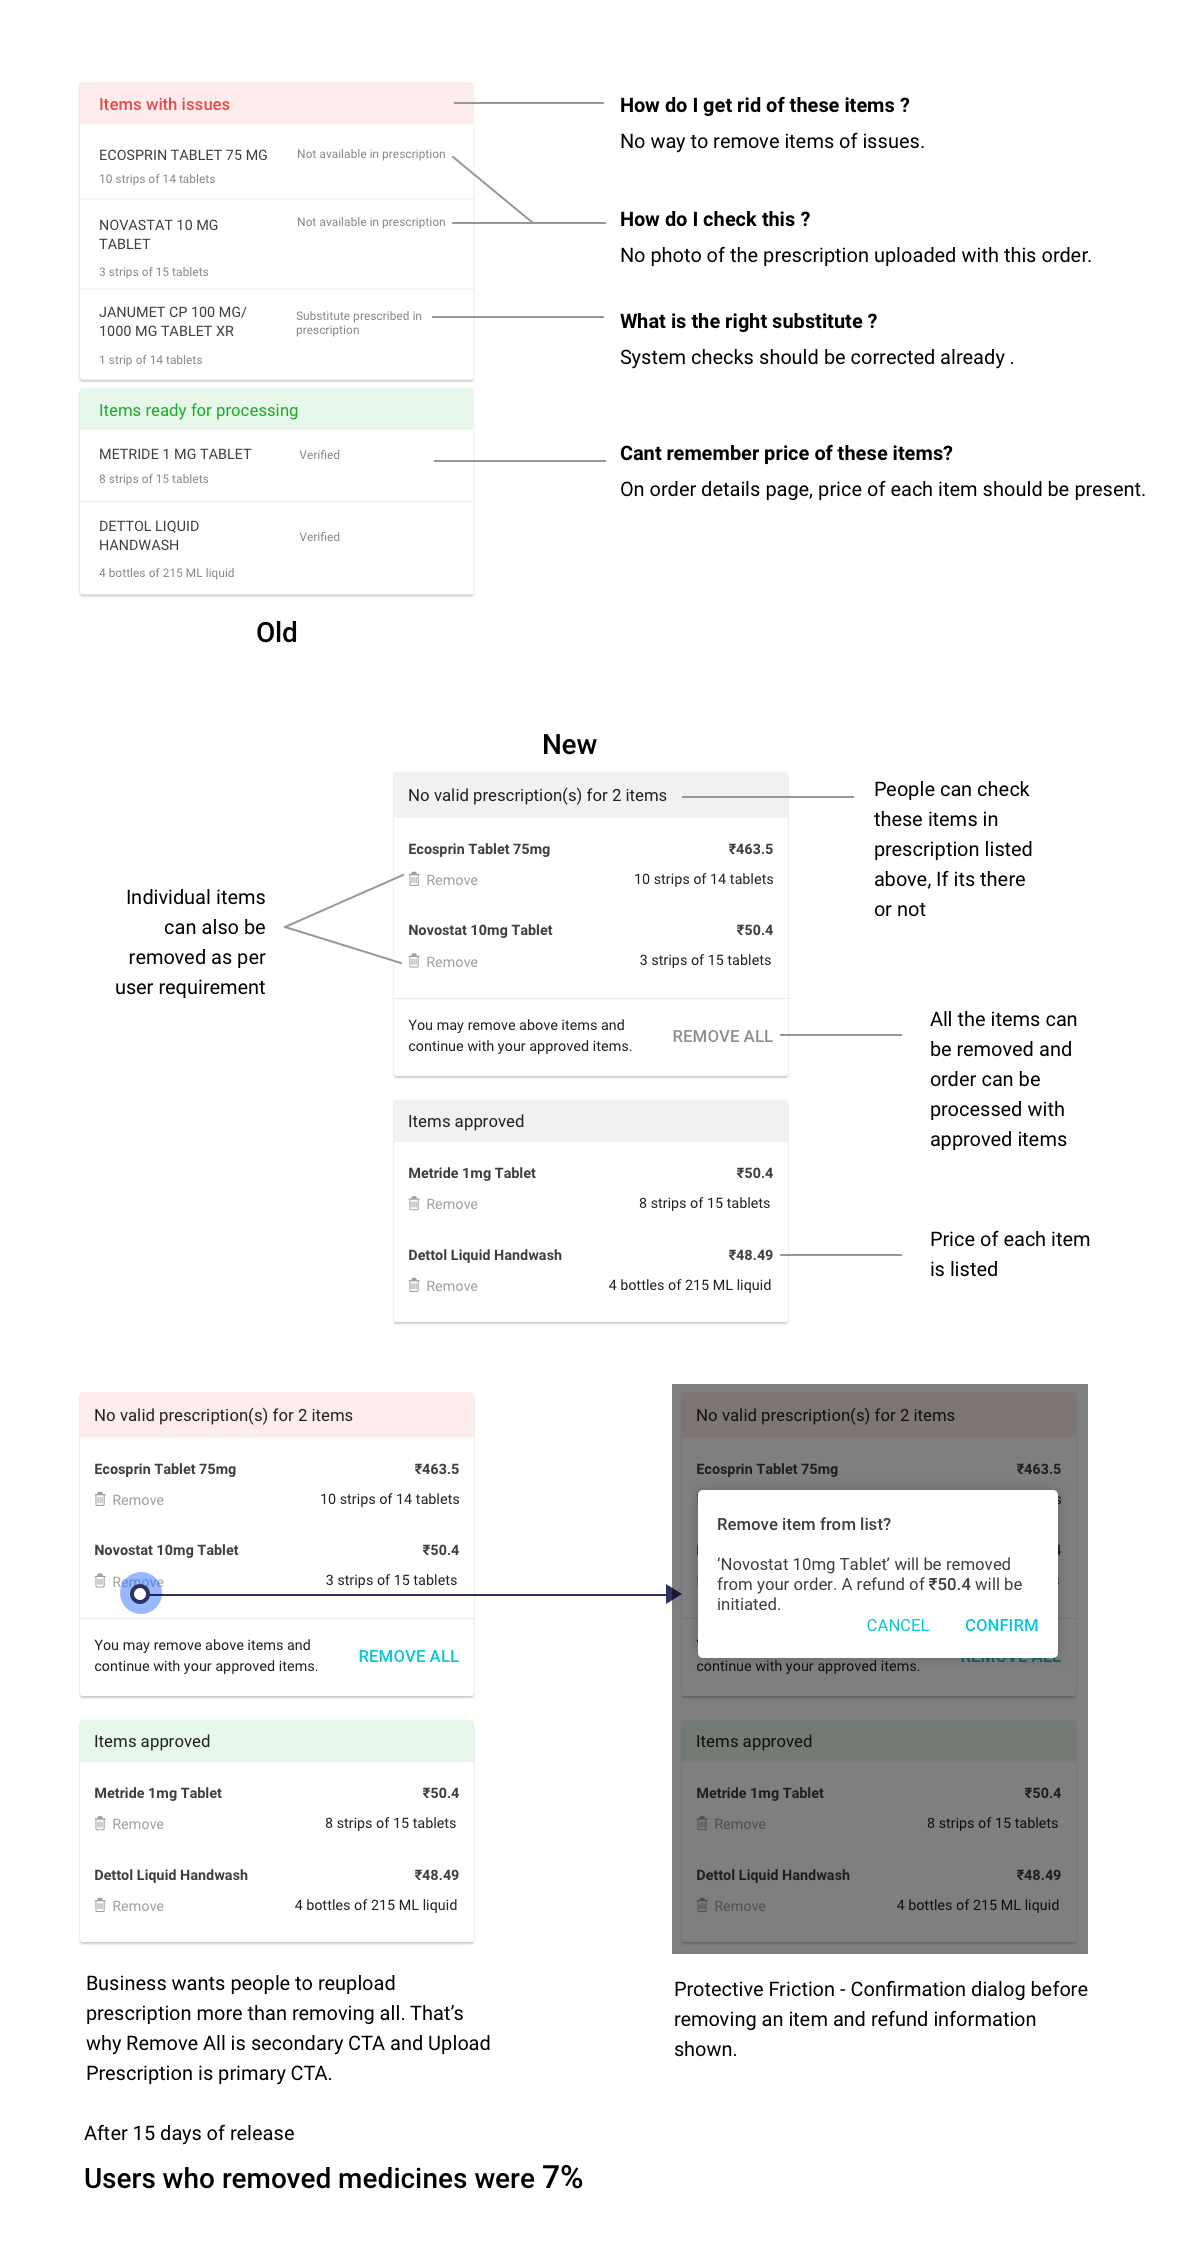 Items with issues
How do I get rid of these items ?
No way to remove items of issues.
ECOSPRIN TABLET 75 MG
Not available in prescription
10 strips of 14 tablets
NOVASTAT 10 MG
TABLET
Not available in prescription
3 strips of 15 tablets
How do I check this ?
No photo of the prescription uploaded with this order.
JANUMET CP 100 MG/
1000 MG TABLET XR
Substitute prescribed in
prescription
1 strip of 14 tablets
What is the right substitute ?
System checks should be corrected already .
Items ready for processing
METRIDE 1 MG TABLET
Verified
8 strips of 15 tablets
Cant remember price of these items?
On order details page, price of each item should be present.
DETTOL LIQUID
HANDWASH
Verified
4 bottles of 215 ML liquid
Old
New
No valid prescription(s) for 2 items
Ecosprin Tablet 75mg
₹463.5
Remove
10 strips of 14 tablets
Novostat 10mg Tablet
₹50.4
Remove
3 strips of 15 tablets
You may remove above items and
continue with your approved items.
REMOVE ALL
People can check
these items in
prescription listed
above, If its there
or not
Individual items
can also be
removed as per
user requirement
All the items can
be removed and
order can be
processed with
approved items
Items approved
Metride 1mg Tablet
₹50.4
Remove
8 strips of 15 tablets
Dettol Liquid Handwash
₹48.49
Remove
4 bottles of 215 ML liquid
Price of each item
is listed
No valid prescription(s) for 2 items
Ecosprin Tablet 75mg
₹463.5
Remove
10 strips of 14 tablets
Novostat 10mg Tablet
₹50.4
Remove
3 strips of 15 tablets
You may remove above items and
continue with your approved items.
REMOVE ALL
Items approved
Metride 1mg Tablet
₹50.4
Remove
8 strips of 15 tablets
Dettol Liquid Handwash
₹48.49
Remove
4 bottles of 215 ML liquid
No valid prescription(s) for 2 items
Ecosprin Tablet 75mg
₹463.5
Remove item from list?
‘Novostat 10mg Tablet’ will be removed
from your order. A refund of ₹50.4 will be
initiated.
CANCEL
CONFIRM
continue with your approved items.
REMOVE ALL
Items approved
Metride 1mg Tablet
₹50.4
Remove
8 strips of 15 tablets
Dettol Liquid Handwash
₹48.49
Remove
4 bottles of 215 ML liquid
Business wants people to reupload
prescription more than removing all. That’s
why Remove All is secondary CTA and Upload
Prescription is primary CTA.
Protective Friction - Confirmation dialog before
removing an item and refund information
shown.
After 15 days of release
Users who removed medicines were 7%